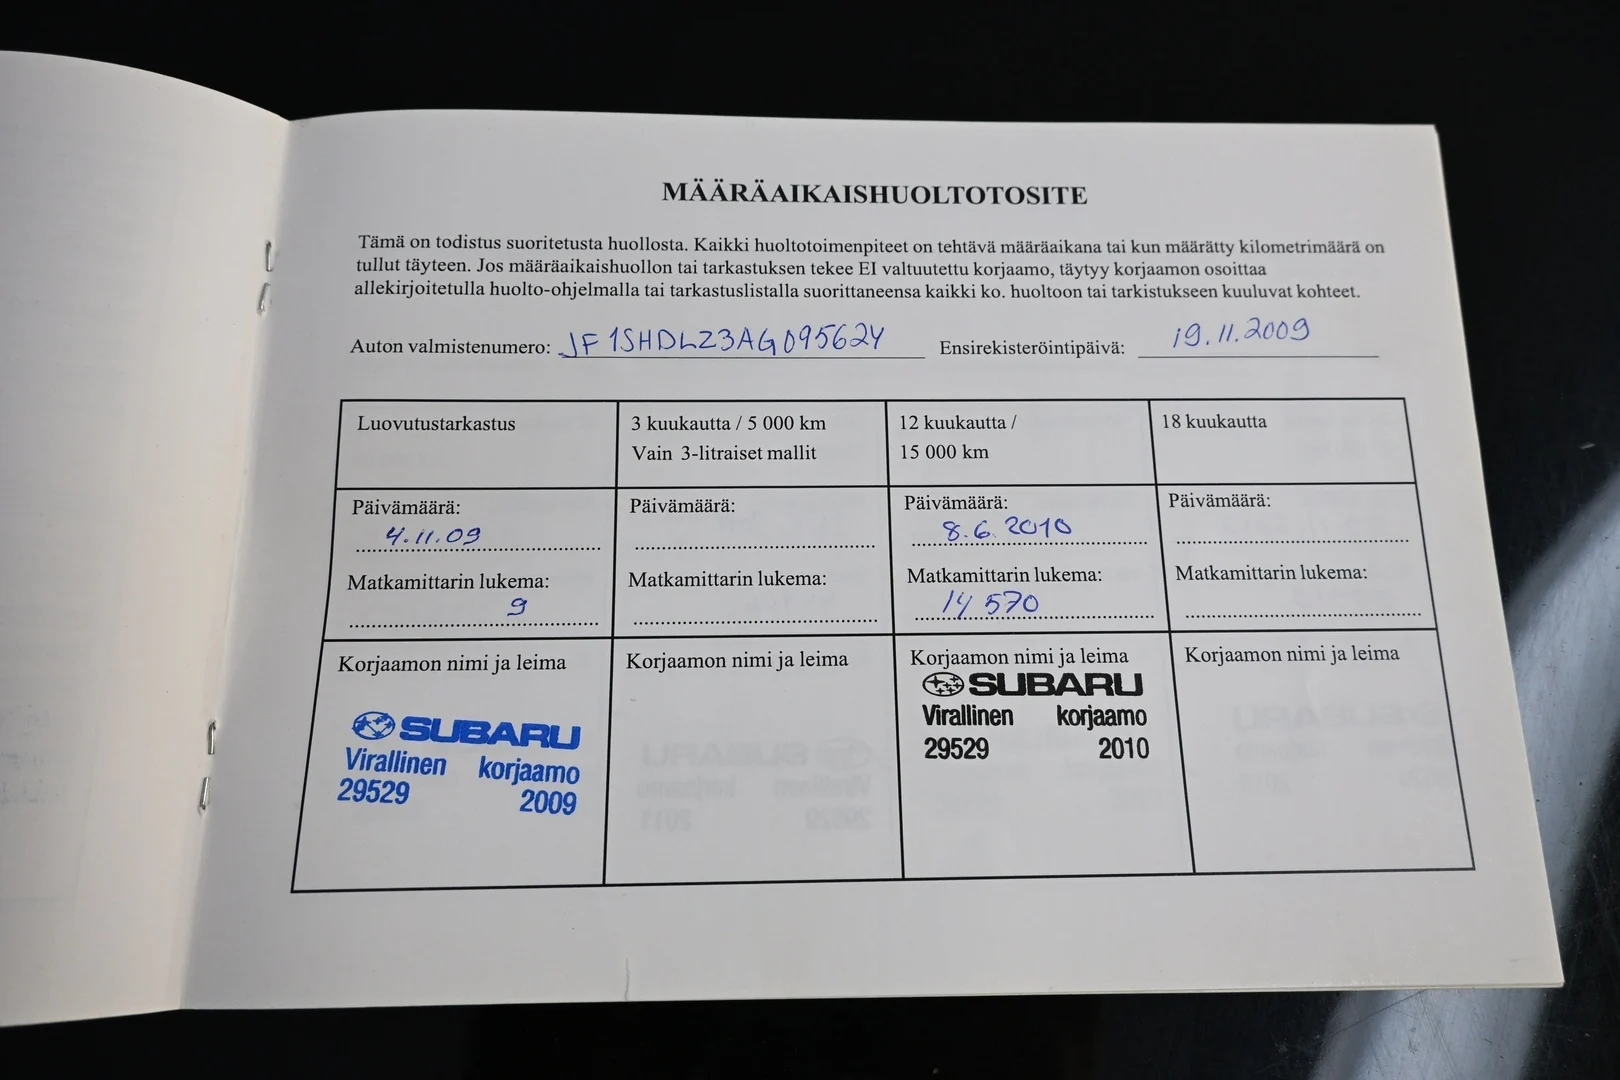 MÄÄRÄAIKAISHUOLTOTOSITE
Tämä on todistus suoritetusta huollosta. Kaikki huoltotoimenpiteet on tehtävä määräaikana tai kun määrätty kilometrimäärä on
tullut täyteen. Jos määräaikaishuollon tai tarkastuksen tekee EI valtuutettu korjaamo, täytyy korjaamon osoittaa
allekirjoitetulla huolto-ohjelmalla tai tarkastuslistalla suorittaneensa kaikki ko. huoltoon tai tarkistukseen kuuluvat kohteet.
Auton valmistenumero: JF1SHDLZ3AG095624 Ensirekisteröintipäivä: 19.11.2009
Luovutustarkastus
3 kuukautta / 5 000 km
Vain 3-litraiset mallit
12 kuukautta /
15 000 km
18 kuukautta
Päivämäärä:
4.11.09
Matkamittarin lukema:
9
Päivämäärä:
Matkamittarin lukema:
Päivämäärä:
8.6.2010
Matkamittarin lukema:
14 570
Päivämäärä:
Matkamittarin lukema:
Korjaamon nimi ja leima
SUBARU
Virallinen korjaamo
29529 2009
Korjaamon nimi ja leima
Korjaamon nimi ja leima
SUBARU
Virallinen korjaamo
29529 2010
Korjaamon nimi ja leima